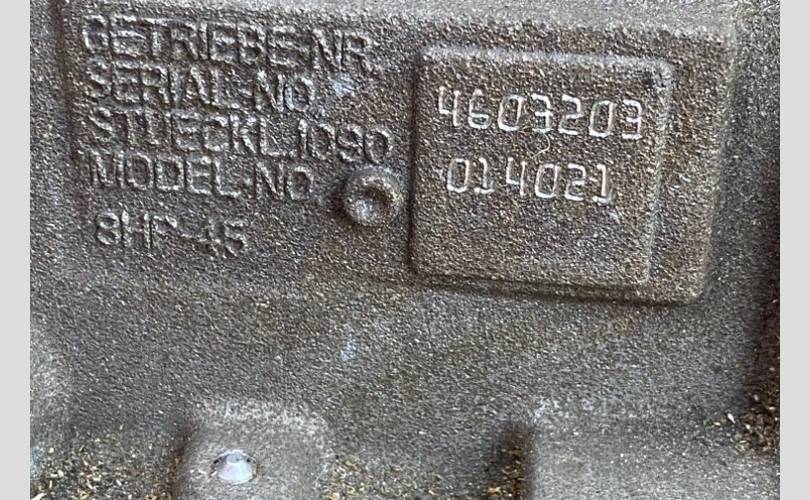 GETRIEBE-NR.
SERIAL-NO.
STUECKL.1090
MODEL-NO.
8HP-45
4603203
014021